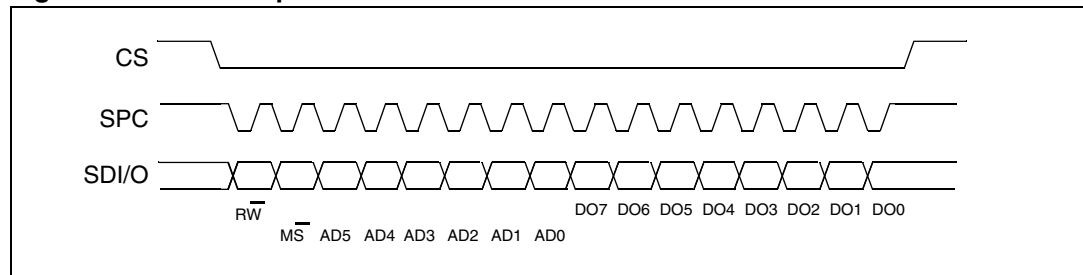 CS
SPC
SDI/O
RW
DO7 DO6 DO5 DO4 DO3 DO2 DO1 DO0
MS AD5 AD4 AD3 AD2 AD1 AD0